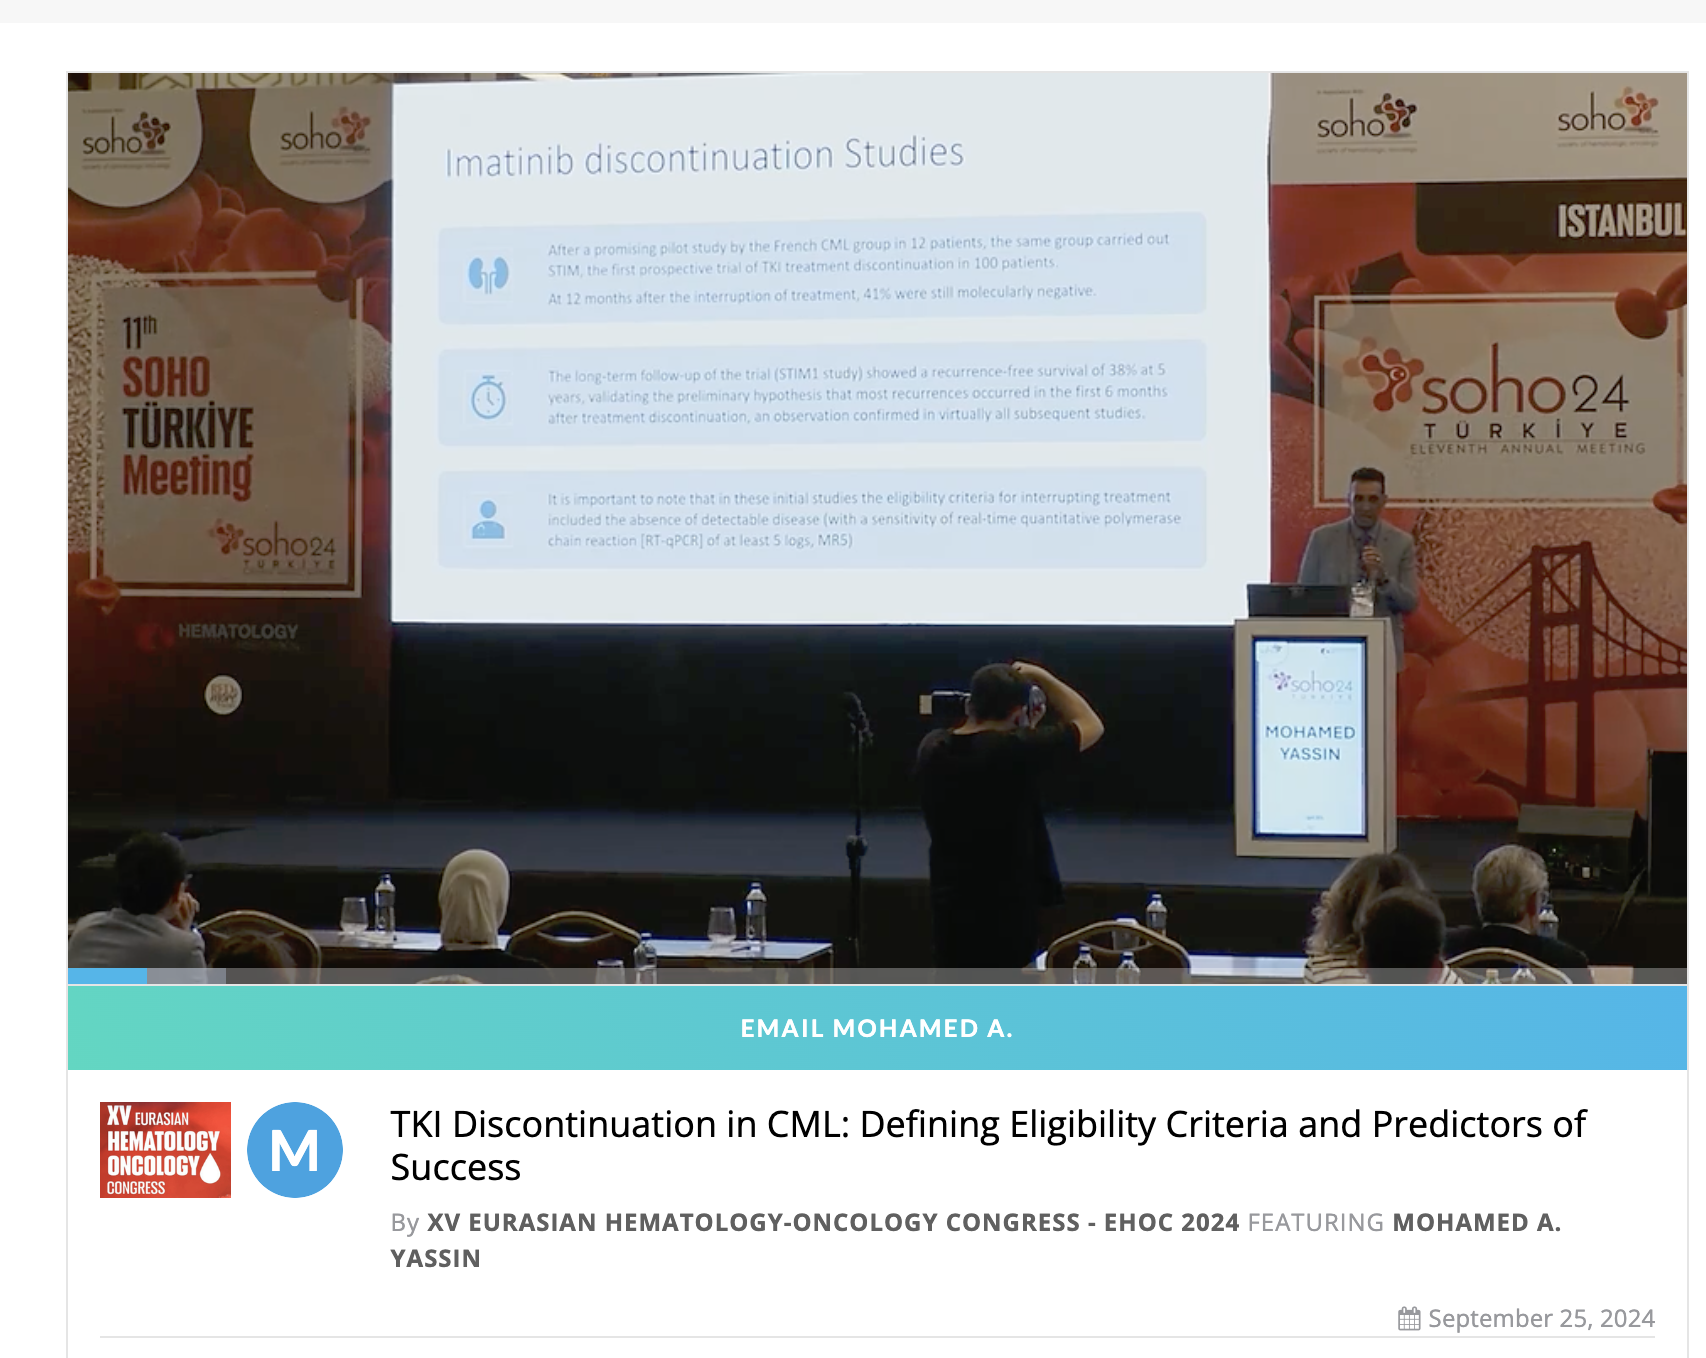 soho
soho
Imatinib discontinuation Studies
After a promising pilot study by the French CML group in 12 patients, the same group carried out
STIM, the first prospective trial of TKI treatment discontinuation in 100 patients.
At 12 months after the interruption of treatment, 41% were still molecularly negative.
The long-term follow-up of the trial (STIM1 study) showed a recurrence-free survival of 38% at 5
years, validating the preliminary hypothesis that most recurrences occurred in the first 6 months
after treatment discontinuation, an observation confirmed in virtually all subsequent studies.
It is important to note that in these initial studies the eligibility criteria for interrupting treatment
included the absence of detectable disease (with a sensitivity of real-time quantitative polymerase
chain reaction [RT-qPCR] of at least 5 logs, MR5)
11th
SOHO
TÜRKİYE
Meeting
soho24
TÜRKİYE
HEMATOLOGY
soho
soho
ISTANBUL
soho24
TÜRKİYE
ELEVENTH ANNUAL MEETING
soho24
MOHAMED
YASSIN
EMAIL MOHAMED A.
XV EURASIAN
HEMATOLOGY
ONCOLOGY
CONGRESS
M
TKI Discontinuation in CML: Defining Eligibility Criteria and Predictors of
Success
By XV EURASIAN HEMATOLOGY-ONCOLOGY CONGRESS - EHOC 2024 FEATURING MOHAMED A.
YASSIN
September 25, 2024